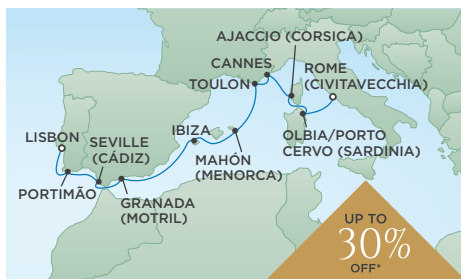 AJACCIO (CORSICA)
CANNES
ROME
(CIVITAVECCHIA)
TOULON
LISBON
SEVILLE
(CÁDIZ)
IBIZA
MAHÓN
(MENORCA)
OLBIA/PORTO
CERVO (SARDINIA)
PORTIMÃO
GRANADA
(MOTRIL)
UP TO
30%
OFF*